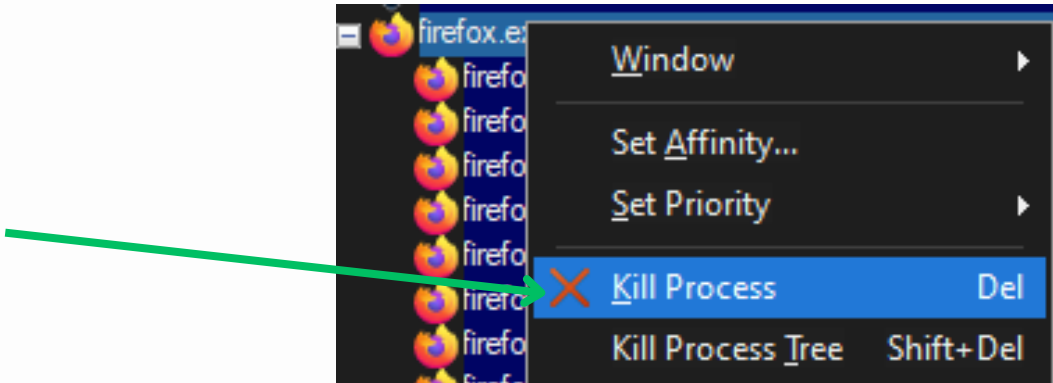 firefox.e
Window
firefo
firefo
Set Affinity...
firefo
Set Priority
firefo
firefo
Kill Process Del
firefo
firefo
Kill Process Tree Shift+Del